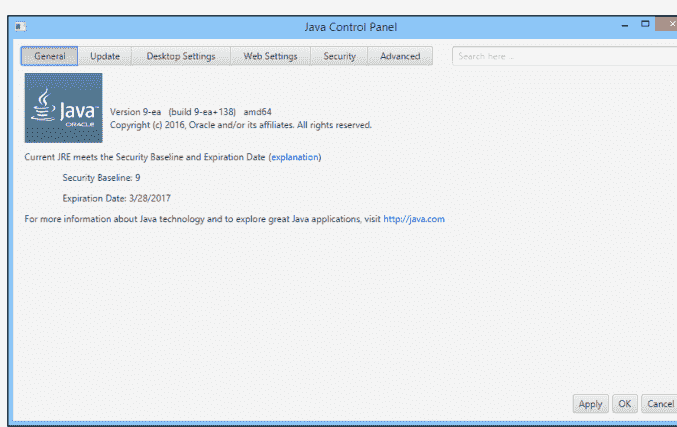 Java Control Panel
General Update Desktop Settings Web Settings Security Advanced Search here ...
Java
ORACLE
Version 9-ea (build 9-ea+138) amd64
Copyright (c) 2016, Oracle and/or its affiliates. All rights reserved.
Current JRE meets the Security Baseline and Expiration Date (explanation)
Security Baseline: 9
Expiration Date: 3/28/2017
For more information about Java technology and to explore great Java applications, visit http://java.com
Apply OK Cancel